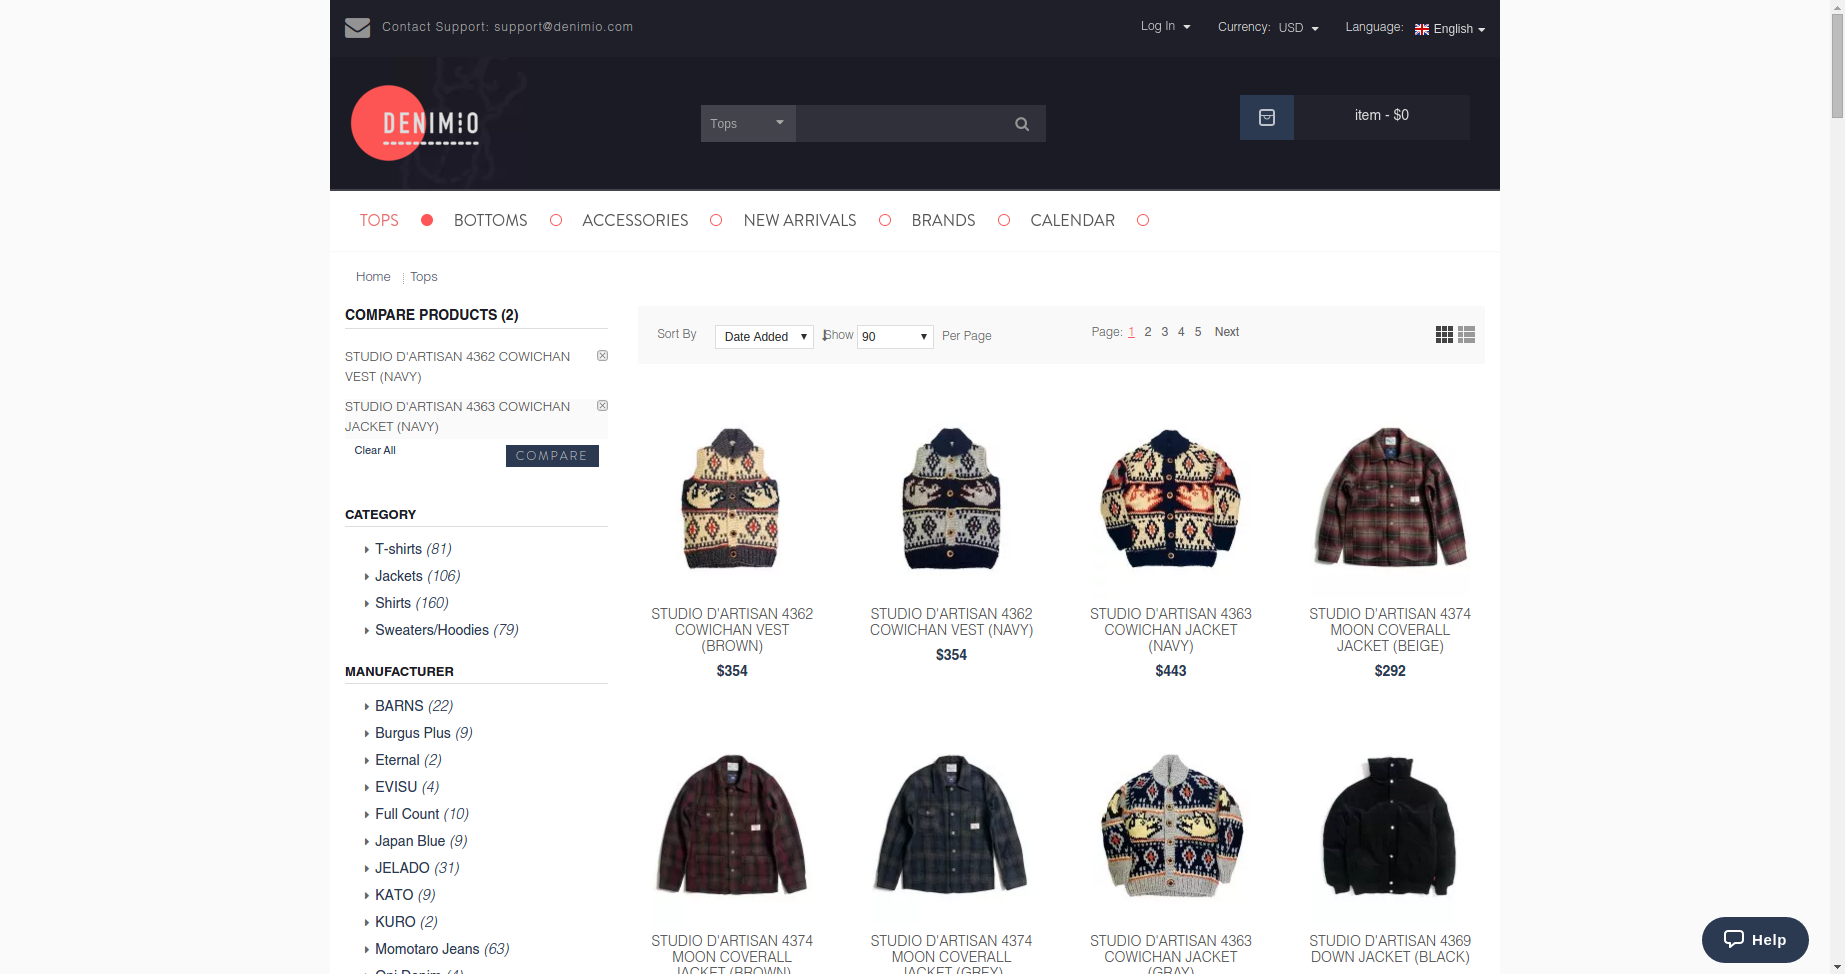 Contact Support: support@denimio.com
Log In
Currency: USD
Language: English
DENIMIO
Tops
item - $0
TOPS
BOTTOMS
ACCESSORIES
NEW ARRIVALS
BRANDS
CALENDAR
Home
Tops
COMPARE PRODUCTS (2)
STUDIO D'ARTISAN 4362 COWICHAN
VEST (NAVY)
STUDIO D'ARTISAN 4363 COWICHAN
JACKET (NAVY)
Clear All
COMPARE
CATEGORY
T-shirts (81)
Jackets (106)
Shirts (160)
Sweaters/Hoodies (79)
MANUFACTURER
BARNS (22)
Burgus Plus (9)
Eternal (2)
EVISU (4)
Full Count (10)
Japan Blue (9)
JELADO (31)
KATO (9)
KURO (2)
Momotaro Jeans (63)
Oni Denim (4)
Sort By
Date Added
Show
90
Per Page
Page: 1 2 3 4 5 Next
STUDIO D'ARTISAN 4362
COWICHAN VEST
(BROWN)
$354
STUDIO D'ARTISAN 4362
COWICHAN VEST (NAVY)
$354
STUDIO D'ARTISAN 4363
COWICHAN JACKET
(NAVY)
$443
STUDIO D'ARTISAN 4374
MOON COVERALL
JACKET (BEIGE)
$292
STUDIO D'ARTISAN 4374
MOON COVERALL
JACKET (BROWN)
STUDIO D'ARTISAN 4374
MOON COVERALL
JACKET (GREY)
STUDIO D'ARTISAN 4363
COWICHAN JACKET
(GRAY)
STUDIO D'ARTISAN 4369
DOWN JACKET (BLACK)
Help